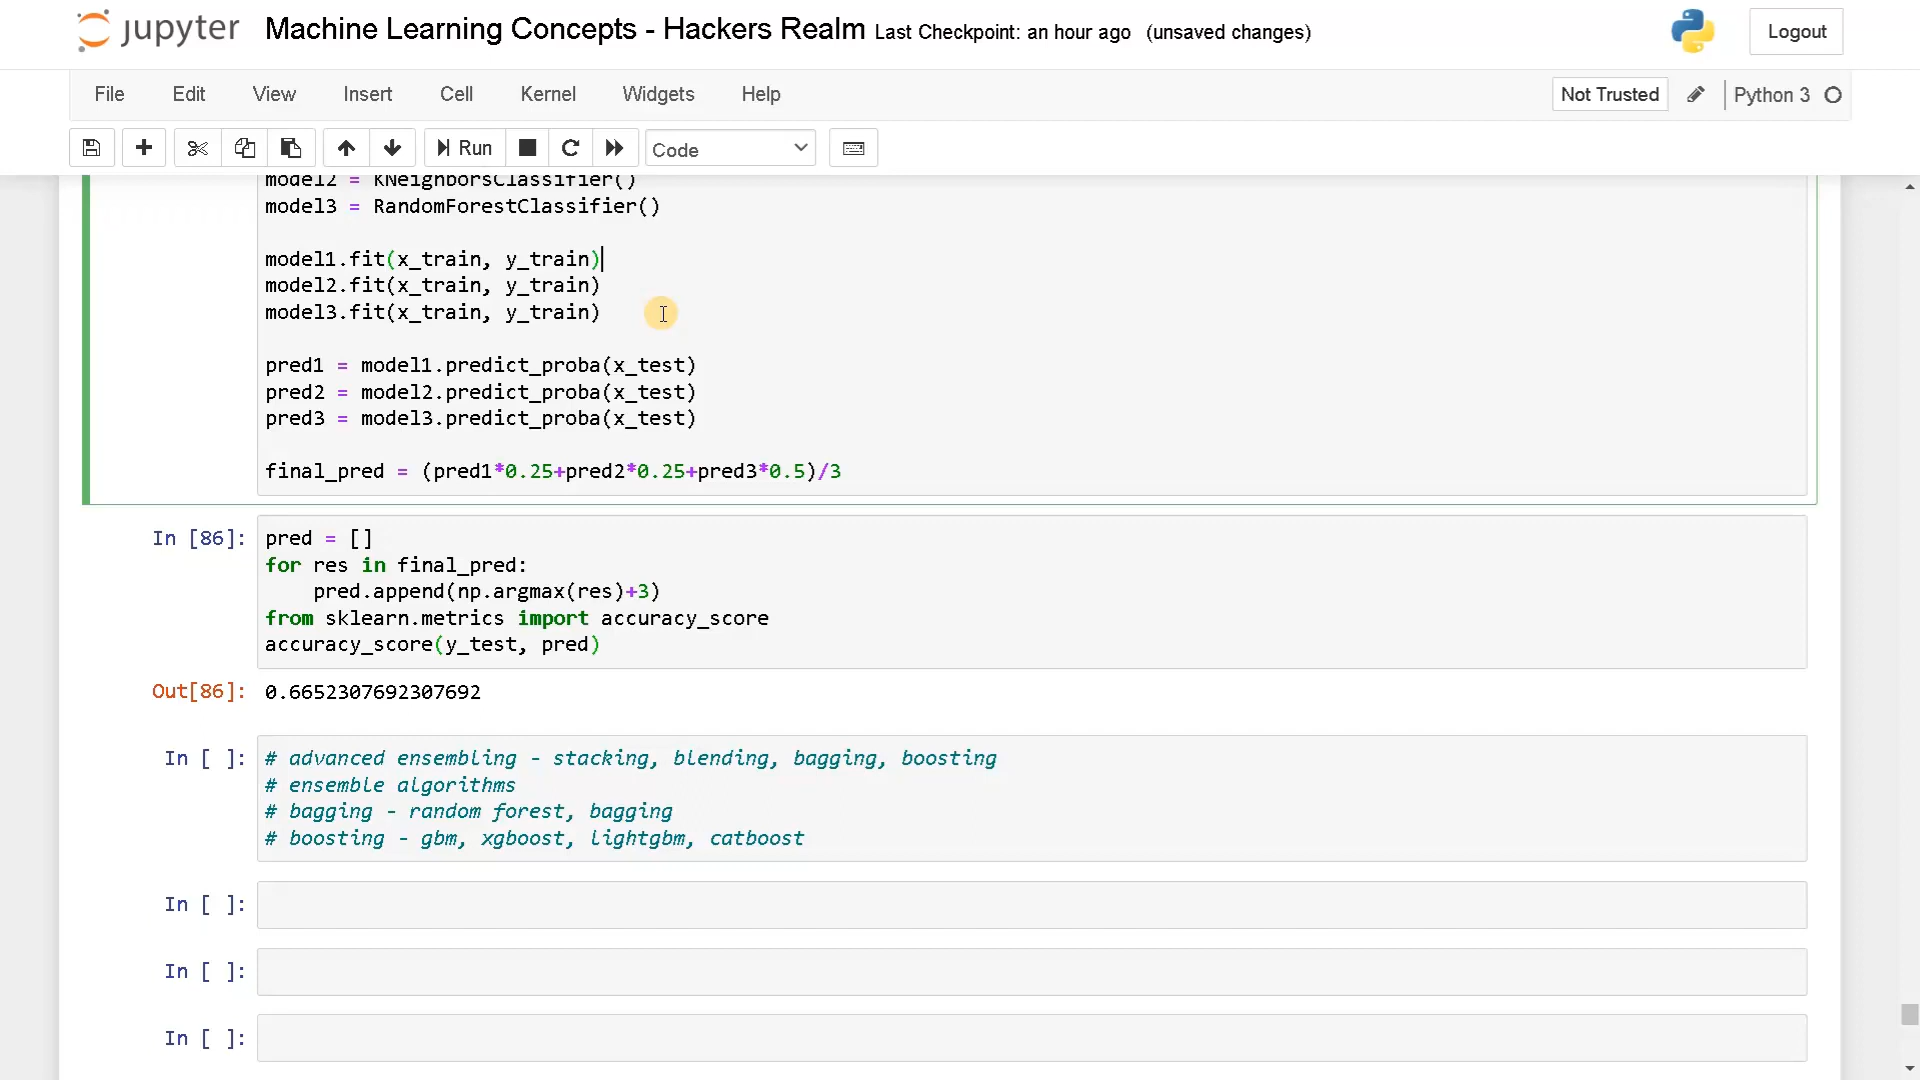 jupyter Machine Learning Concepts - Hackers Realm Last Checkpoint: an hour ago (unsaved changes) Logout
File Edit View Insert Cell Kernel Widgets Help Not Trusted Python 3
Run Code
model2 = KNeighborsClassifier()
model3 = RandomForestClassifier()
model1.fit(x_train, y_train)
model2.fit(x_train, y_train)
model3.fit(x_train, y_train)
pred1 = model1.predict_proba(x_test)
pred2 = model2.predict_proba(x_test)
pred3 = model3.predict_proba(x_test)
final_pred = (pred1*0.25+pred2*0.25+pred3*0.5)/3
In [86]: pred = []
for res in final_pred:
pred.append(np.argmax(res)+3)
from sklearn.metrics import accuracy_score
accuracy_score(y_test, pred)
Out[86]: 0.6652307692307692
In [ ]: # advanced ensembling - stacking, blending, bagging, boosting
# ensemble algorithms
# bagging - random forest, bagging
# boosting - gbm, xgboost, lightgbm, catboost
In [ ]:
In [ ]:
In [ ]: